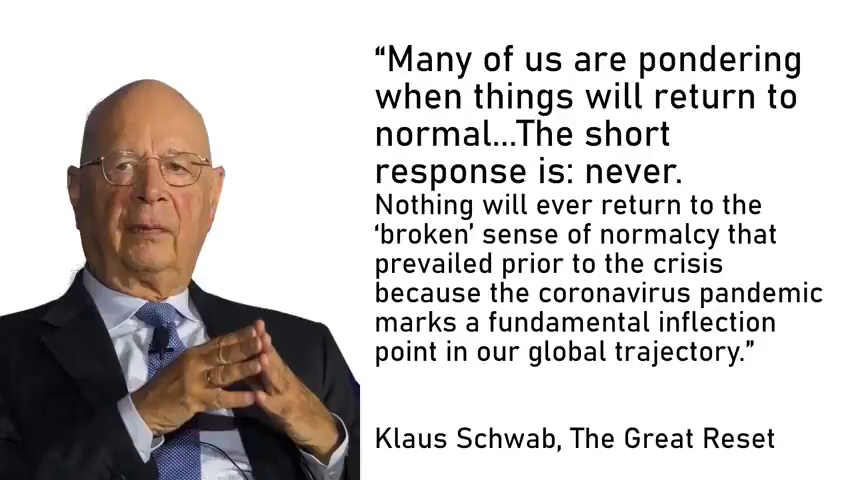 “Many of us are pondering
when things will return to
normal...The short
response is: never.
Nothing will ever return to the
‘broken’ sense of normalcy that
prevailed prior to the crisis
because the coronavirus pandemic
marks a fundamental inflection
point in our global trajectory.”
Klaus Schwab, The Great Reset